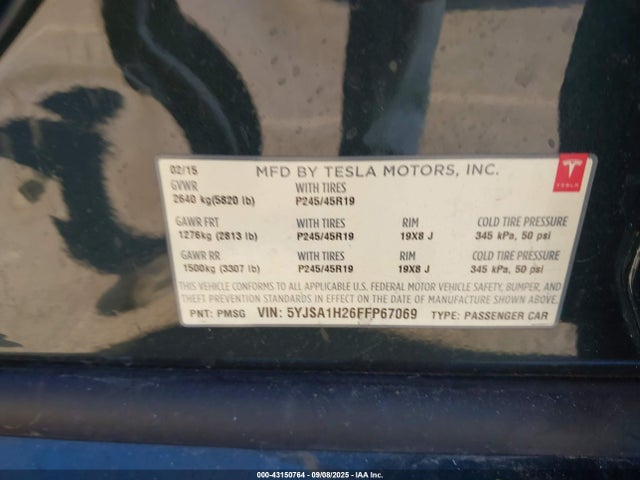 02/15 MFD BY TESLA MOTORS, INC.
GVWR WITH TIRES
2640 kg(5820 lb) P245/45R19
GAWR FRT WITH TIRES RIM COLD TIRE PRESSURE
1276kg (2813 lb) P245/45R19 19X8 J 345 kPa, 50 psi
GAWR RR WITH TIRES RIM COLD TIRE PRESSURE
1500kg (3307 lb) P245/45R19 19X8 J 345 kPa, 50 psi
THIS VEHICLE CONFORMS TO ALL APPLICABLE U.S. FEDERAL MOTOR VEHICLE SAFETY, BUMPER, AND
THEFT PREVENTION STANDARDS IN EFFECT ON THE DATE OF MANUFACTURE SHOWN ABOVE.
PNT: PMSG VIN: 5YJSA1H26FFP67069 TYPE: PASSENGER CAR
TESLA
000-43150764 - 09/08/2025 - IAA Inc.